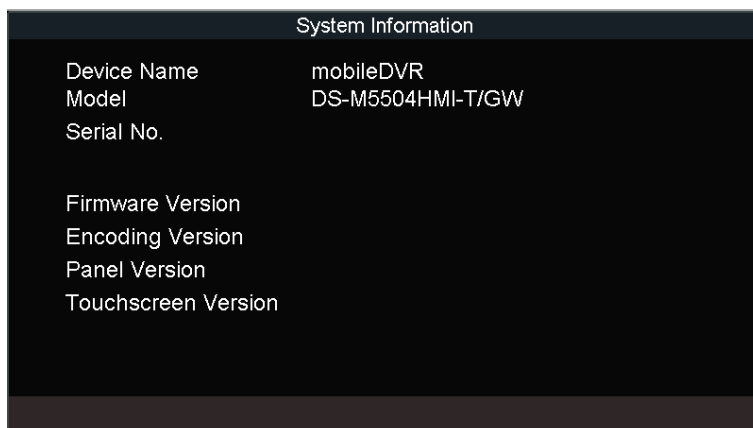 System Information
Device Name mobileDVR
Model DS-M5504HMI-T/GW
Serial No.
Firmware Version
Encoding Version
Panel Version
Touchscreen Version